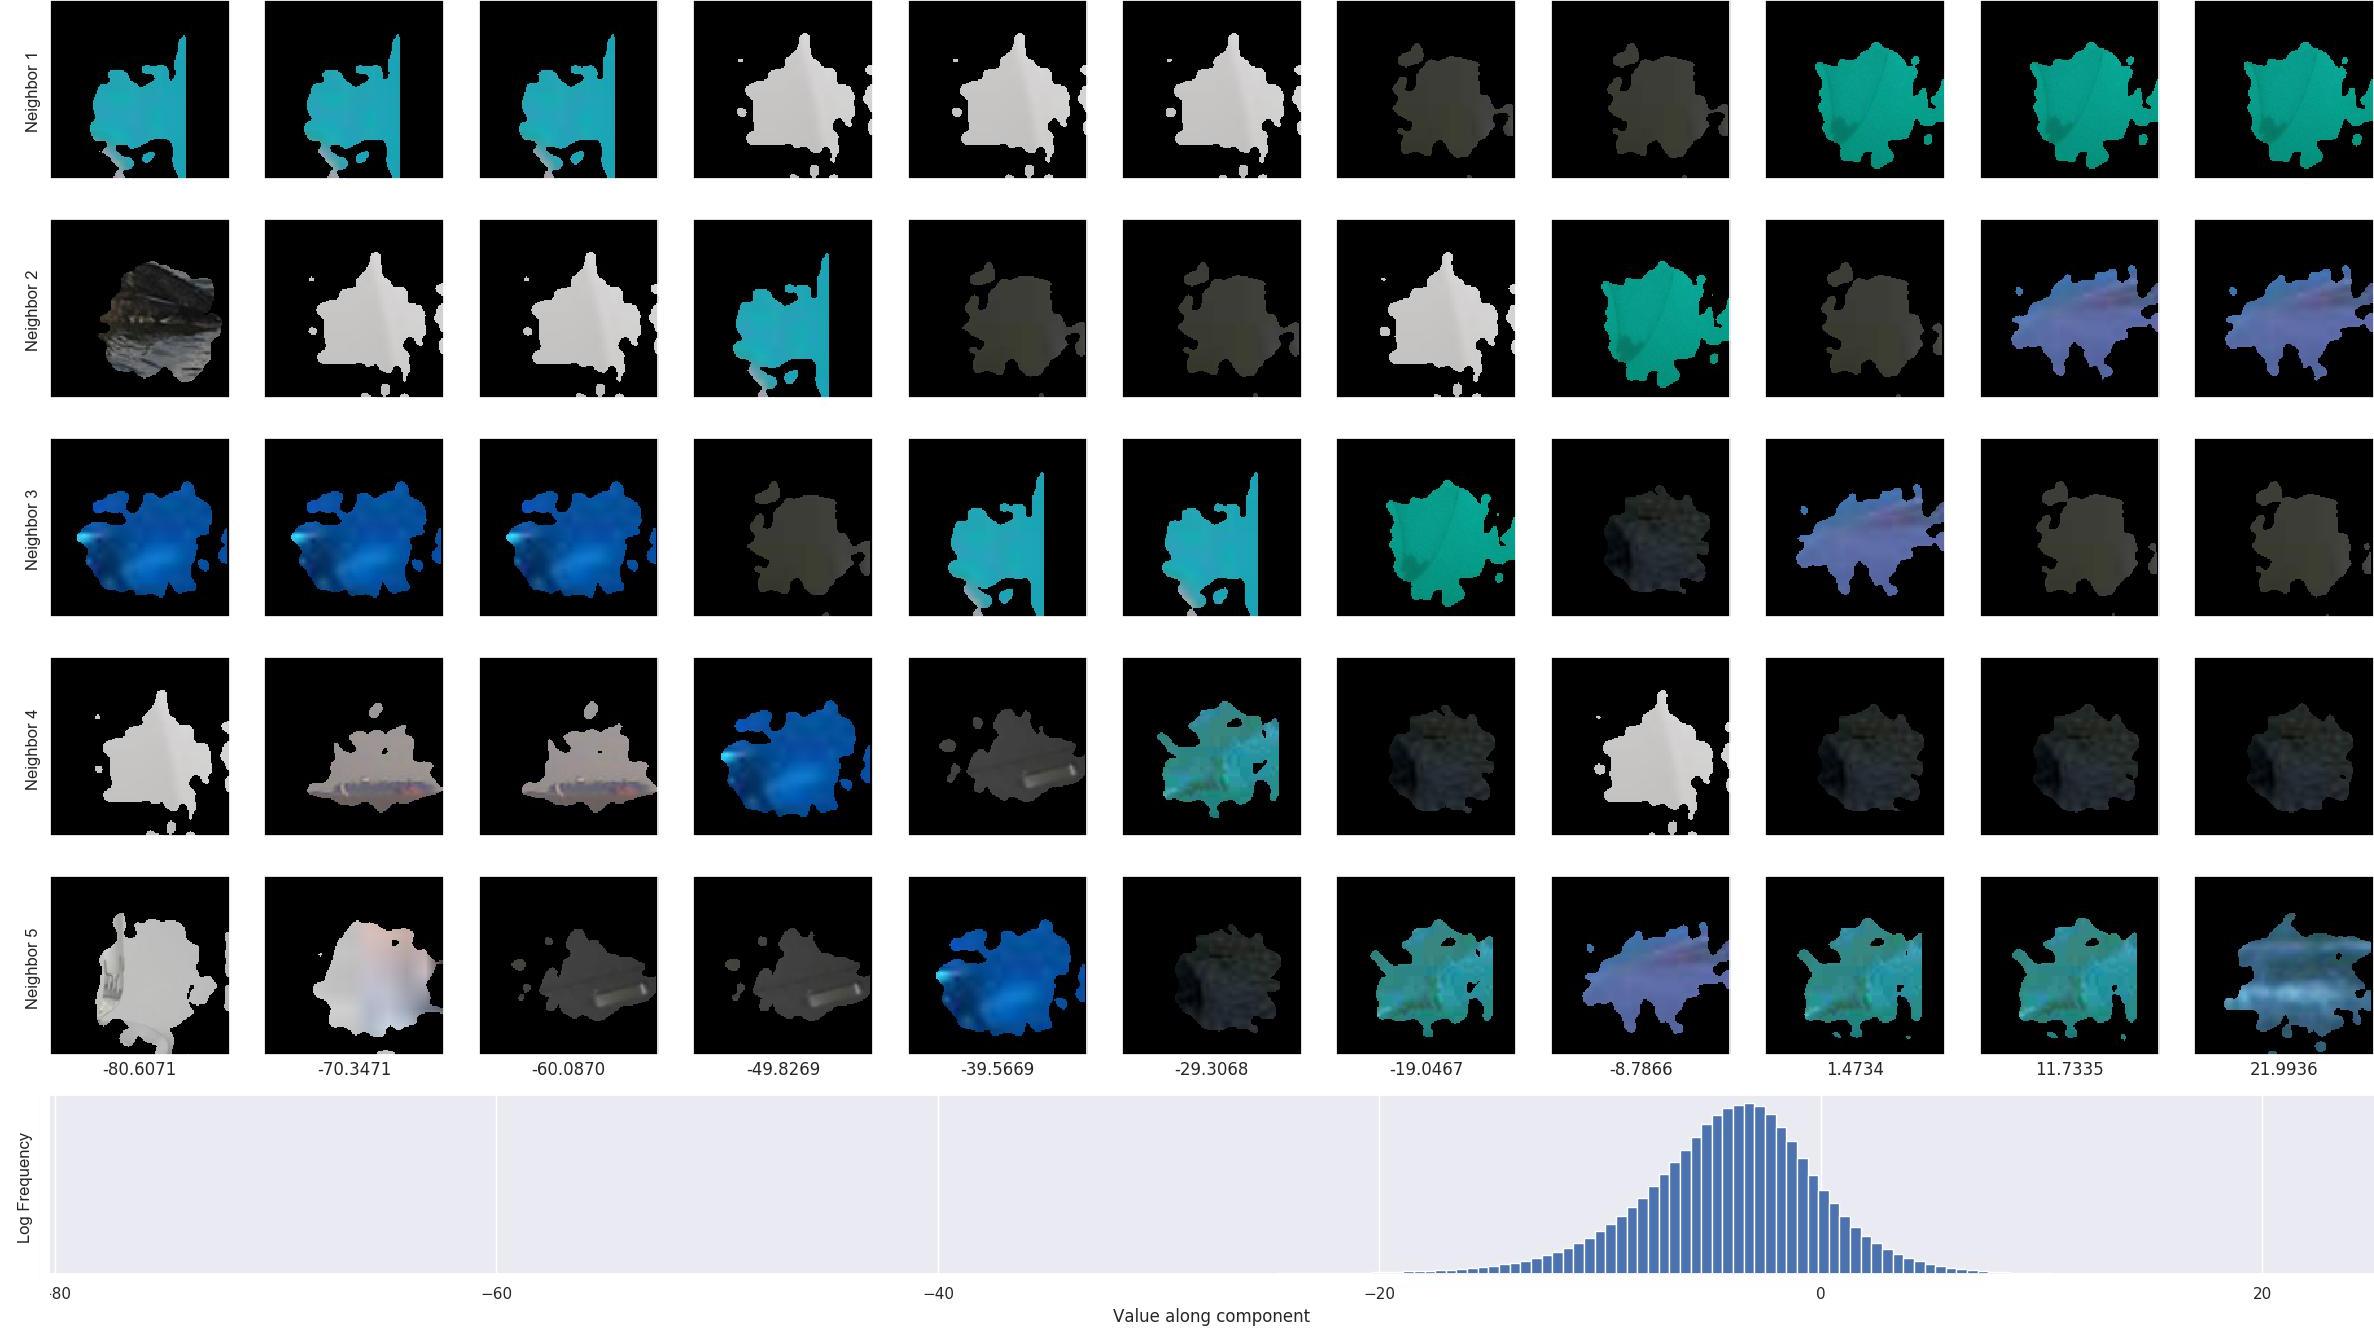 Neighbor 1
Neighbor 2
Neighbor 3
Neighbor 4
Neighbor 5
-80.6071 -70.3471 -60.0870 -49.8269 -39.5669 -29.3068 -19.0467 -8.7866 1.4734 11.7335 21.9936
Log Frequency
80 −60 −40 −20 0 20
Value along component